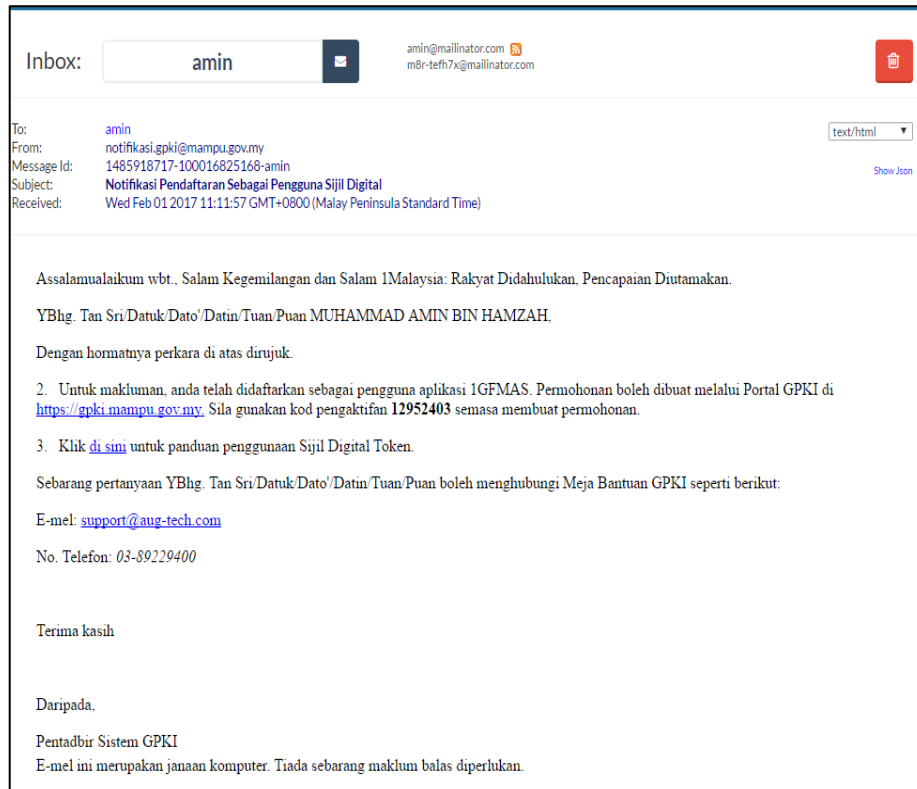 Inbox:
amin
amin@mailinator.com
m8r-tefh7x@mailinator.com
To: amin
text/html
From: notifikasi.gpki@mampu.gov.my
Message Id: 1485918717-100016825168-amin
Show Json
Subject: Notifikasi Pendaftaran Sebagai Pengguna Sijil Digital
Received: Wed Feb 01 2017 11:11:57 GMT+0800 (Malay Peninsula Standard Time)
Assalamualaikum wbt., Salam Kegemilangan dan Salam 1Malaysia: Rakyat Didahulukan, Pencapaian Diutamakan.
YBhg. Tan Sri/Datuk/Dato'/Datin/Tuan/Puan MUHAMMAD AMIN BIN HAMZAH,
Dengan hormatnya perkara di atas dirujuk.
2. Untuk makluman, anda telah didaftarkan sebagai pengguna aplikasi 1GFMAS. Permohonan boleh dibuat melalui Portal GPKI di
https://gpki.mampu.gov.my. Sila gunakan kod pengaktifan 12952403 semasa membuat permohonan.
3. Klik di sini untuk panduan penggunaan Sijil Digital Token.
Sebarang pertanyaan YBhg. Tan Sri/Datuk/Dato'/Datin/Tuan/Puan boleh menghubungi Meja Bantuan GPKI seperti berikut:
E-mel: support@aug-tech.com
No. Telefon: 03-89229400
Terima kasih
Daripada,
Pentadbir Sistem GPKI
E-mel ini merupakan janaan komputer. Tiada sebarang maklum balas diperlukan.